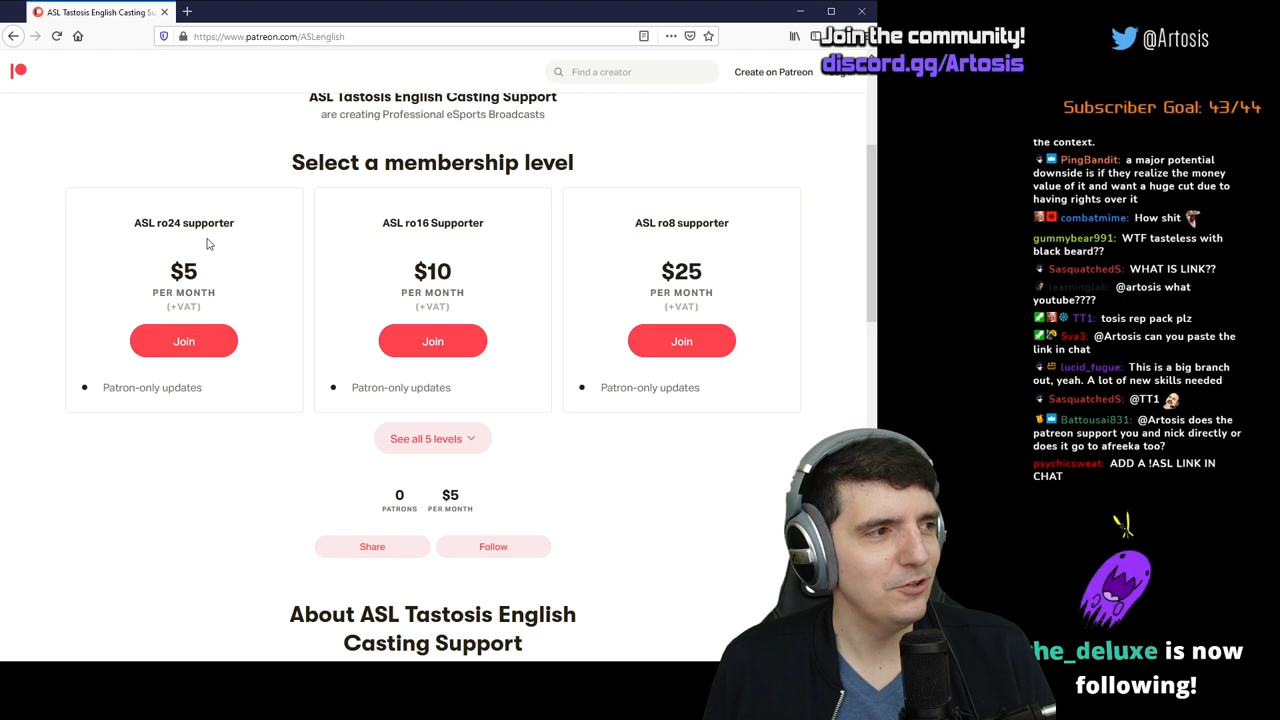 ASL Tastosis English Casting Su
https://www.patreon.com/ASLenglish
Find a creator
Create on Patreon
ASL Tastosis English Casting Support
are creating Professional eSports Broadcasts
Select a membership level
ASL ro24 supporter
$5
PER MONTH
(+VAT)
Join
Patron-only updates
ASL ro16 Supporter
$10
PER MONTH
(+VAT)
Join
Patron-only updates
ASL ro8 supporter
$25
PER MONTH
(+VAT)
Join
Patron-only updates
See all 5 levels
0
PATRONS
$5
PER MONTH
Share
Follow
About ASL Tastosis English
Casting Support
Join the community!
discord.gg/Artosis
@Artosis
Subscriber Goal: 43/44
the context.
PingBandit: a major potential
downside is if they realize the money
value of it and want a huge cut due to
having rights over it
combatmime: How shit
gummybear991: WTF tasteless with
black beard??
SasquatchedS: WHAT IS LINK??
learninglab: @artosis what
youtube????
TT1: tosis rep pack plz
Sva3: @Artosis can you paste the
link in chat
lucid_fugue: This is a big branch
out, yeah. A lot of new skills needed
SasquatchedS: @TT1
Battousai831: @Artosis does the
patreon support you and nick directly or
does it go to afreeka too?
psychicsweat: ADD A !ASL LINK IN
CHAT
he_deluxe is now
following!